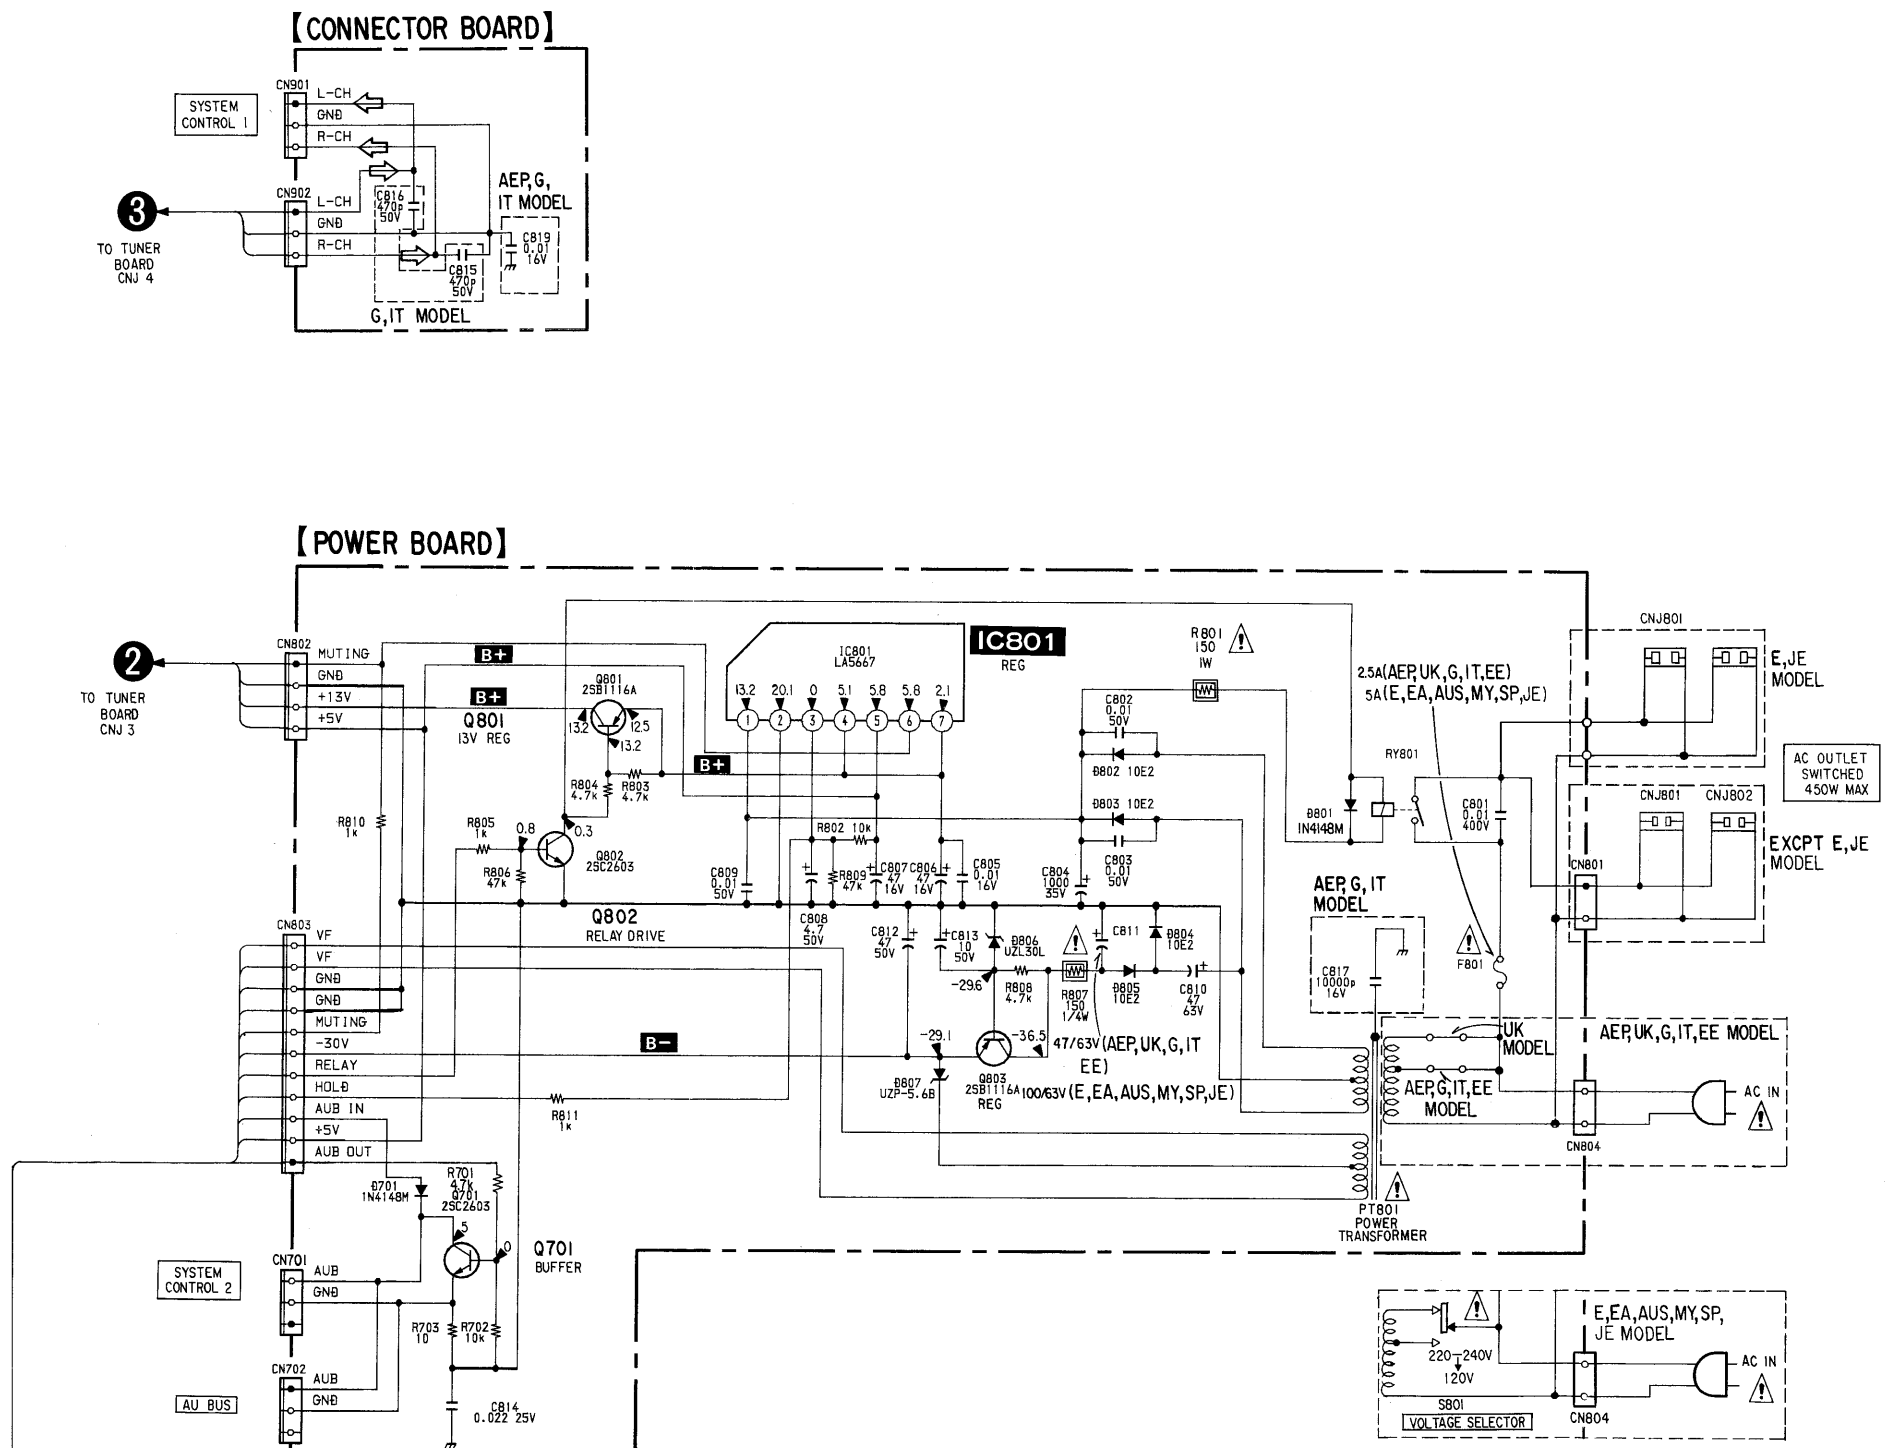 【CONNECTOR BOARD】
CN901
SYSTEM
CONTROL 1
L-CH
GND
R-CH
CN902
L-CH
GND
R-CH
3
TO TUNER
BOARD
CNJ 4
C816
470p
50V
C815
470p
50V
G,IT MODEL
AEP,G,
IT MODEL
C819
0.01
16V
【POWER BOARD】
CN802
MUTING
GND
+13V
+5V
2
TO TUNER
BOARD
CNJ 3
B+
B+
B+
Q801
2SB1116A
Q801
13V REG
13.2
12.5
13.2
R804
4.7k
R803
4.7k
IC801
LA5667
IC801
REG
13.2
20.1
0
5.1
5.8
5.8
2.1
1
2
3
4
5
6
7
R801
150
1W
C802
0.01
50V
D802 10E2
D803 10E2
C803
0.01
50V
C804
1000
35V
2.5A(AEP,UK,G,IT,EE)
5A(E,EA,AUS,MY,SP,JE)
RY801
D801
1N4148M
C801
0.01
400V
F801
CNJ801
E,JE
MODEL
AC OUTLET
SWITCHED
450W MAX
CNJ801
CNJ802
EXCPT E,JE
MODEL
CN801
R810
1k
R805
1k
0.8
0.3
Q802
2SC2603
R806
47k
Q802
RELAY DRIVE
C809
0.01
50V
R802 10k
C808
4.7
50V
R809
47k
C807
47
16V
C806
47
16V
C805
0.01
16V
C812
47
50V
C813
10
50V
D806
UZL30L
-29.6
R808
4.7k
R807
150
1/4W
C811
D804
10E2
D805
10E2
C810
47
63V
47/63V(AEP,UK,G,IT
EE)
100/63V(E,EA,AUS,MY,SP,JE)
-29.1
-36.5
D807
UZP-5.6B
Q803
2SB1116A
REG
B-
AEP,G,IT
MODEL
C817
10000p
16V
UK
MODEL
AEP,UK,G,IT,EE MODEL
AEP,G,IT,EE
MODEL
AC IN
CN804
PT801
POWER
TRANSFORMER
CN803
VF
VF
GND
GND
MUTING
-30V
RELAY
HOLD
AUB IN
+5V
AUB OUT
R811
1k
D701
1N4148M
R701
4.7k
Q701
2SC2603
5
0
Q701
BUFFER
CN701
SYSTEM
CONTROL 2
AUB
GND
R703
10
R702
10k
CN702
AU BUS
AUB
GND
C814
0.022 25V
E,EA,AUS,MY,SP,
JE MODEL
220-240V
120V
S801
VOLTAGE SELECTOR
CN804
AC IN